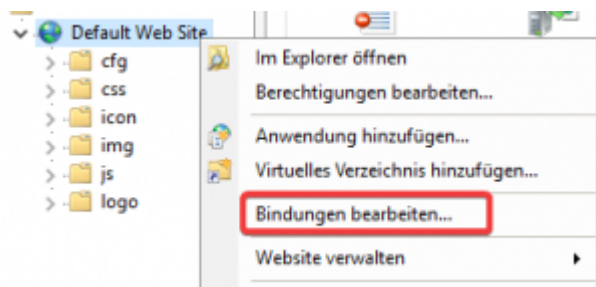 Default Web Site
cfg
css
icon
img
js
logo
Im Explorer öffnen
Berechtigungen bearbeiten...
Anwendung hinzufügen...
Virtuelles Verzeichnis hinzufügen...
Bindungen bearbeiten...
Website verwalten